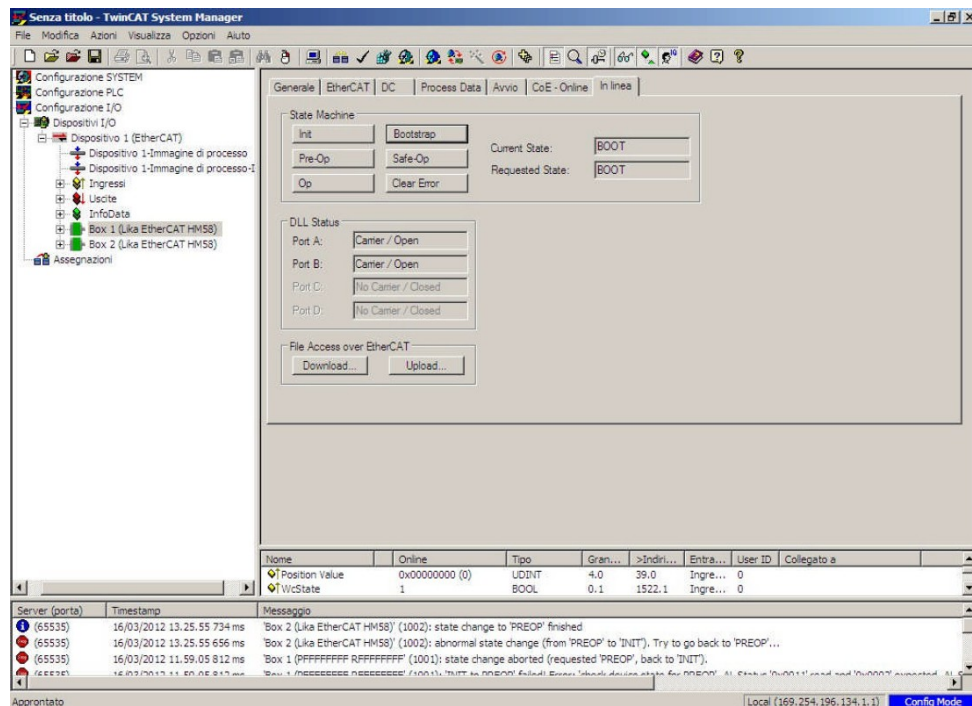 Senza titolo - TwinCAT System Manager
File Modifica Azioni Visualizza Opzioni Aiuto
Configurazione SYSTEM
Configurazione PLC
Configurazione I/O
Dispositivi I/O
Dispositivo 1 (EtherCAT)
Dispositivo 1-Immagine di processo
Dispositivo 1-Immagine di processo-I
Ingressi
Uscite
InfoData
Box 1 (Lika EtherCAT HM58)
Box 2 (Lika EtherCAT HM58)
Assegnazioni
Generale EtherCAT DC Process Data Avvio CoE - Online In linea
State Machine
Init Bootstrap
Pre-Op Safe-Op
Op Clear Error
Current State: BOOT
Requested State: BOOT
DLL Status
Port A: Carrier / Open
Port B: Carrier / Open
Port C: No Carrier / Closed
Port D: No Carrier / Closed
File Access over EtherCAT
Download... Upload...
Nome Online Tipo Gran... >Indiri... Entra... User ID Collegato a
Position Value 0x00000000 (0) UDINT 4.0 39.0 Ingre... 0
WcState 1 BOOL 0.1 1522.1 Ingre... 0
Server (porta) Timestamp Messaggio
(65535) 16/03/2012 13.25.55 734 ms 'Box 2 (Lika EtherCAT HM58)' (1002): state change to 'PREOP' finished
(65535) 16/03/2012 13.25.55 656 ms 'Box 2 (Lika EtherCAT HM58)' (1002): abnormal state change (from 'PREOP' to 'INIT'). Try to go back to 'PREOP'...
(65535) 16/03/2012 11.59.05 812 ms 'Box 1 (PFFFFFFFF RFFFFFFF' (1001): state change aborted (requested 'PREOP', back to 'INIT').
Approntato Local (169.254.196.134.1.1) Config Mode